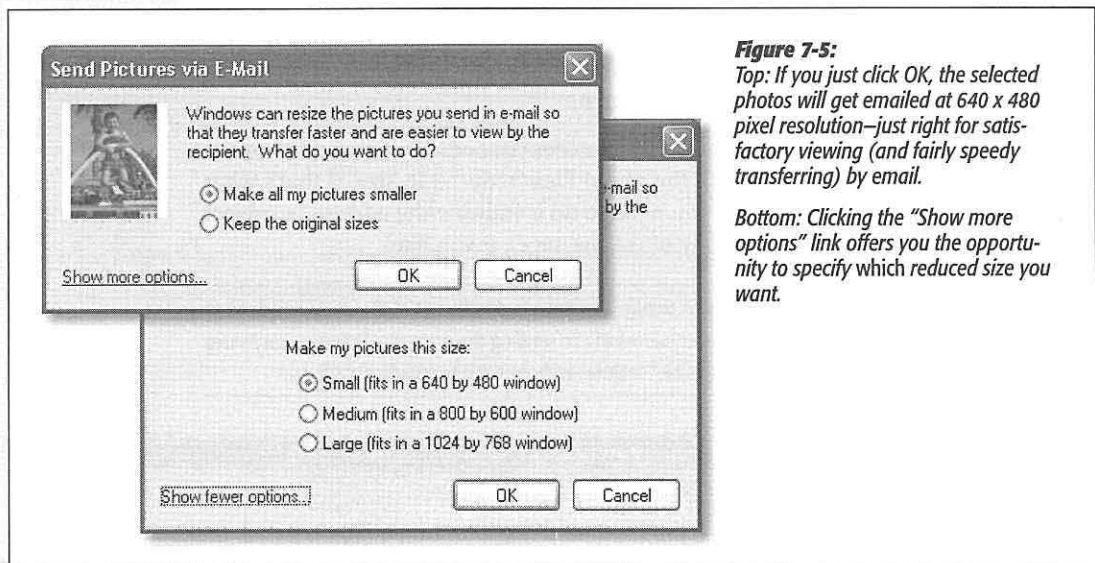 Send Pictures via E-Mail
Windows can resize the pictures you send in e-mail so
that they transfer faster and are easier to view by the
recipient. What do you want to do?
Make all my pictures smaller
Keep the original sizes
Show more options...
OK
Cancel
e-mail so
by the
Make my pictures this size:
Small (fits in a 640 by 480 window)
Medium (fits in a 800 by 600 window)
Large (fits in a 1024 by 768 window)
Show fewer options...
OK
Cancel
Figure 7-5:
Top: If you just click OK, the selected
photos will get emailed at 640 x 480
pixel resolution—just right for satis-
factory viewing (and fairly speedy
transferring) by email.
Bottom: Clicking the “Show more
options” link offers you the opportu-
nity to specify which reduced size you
want.